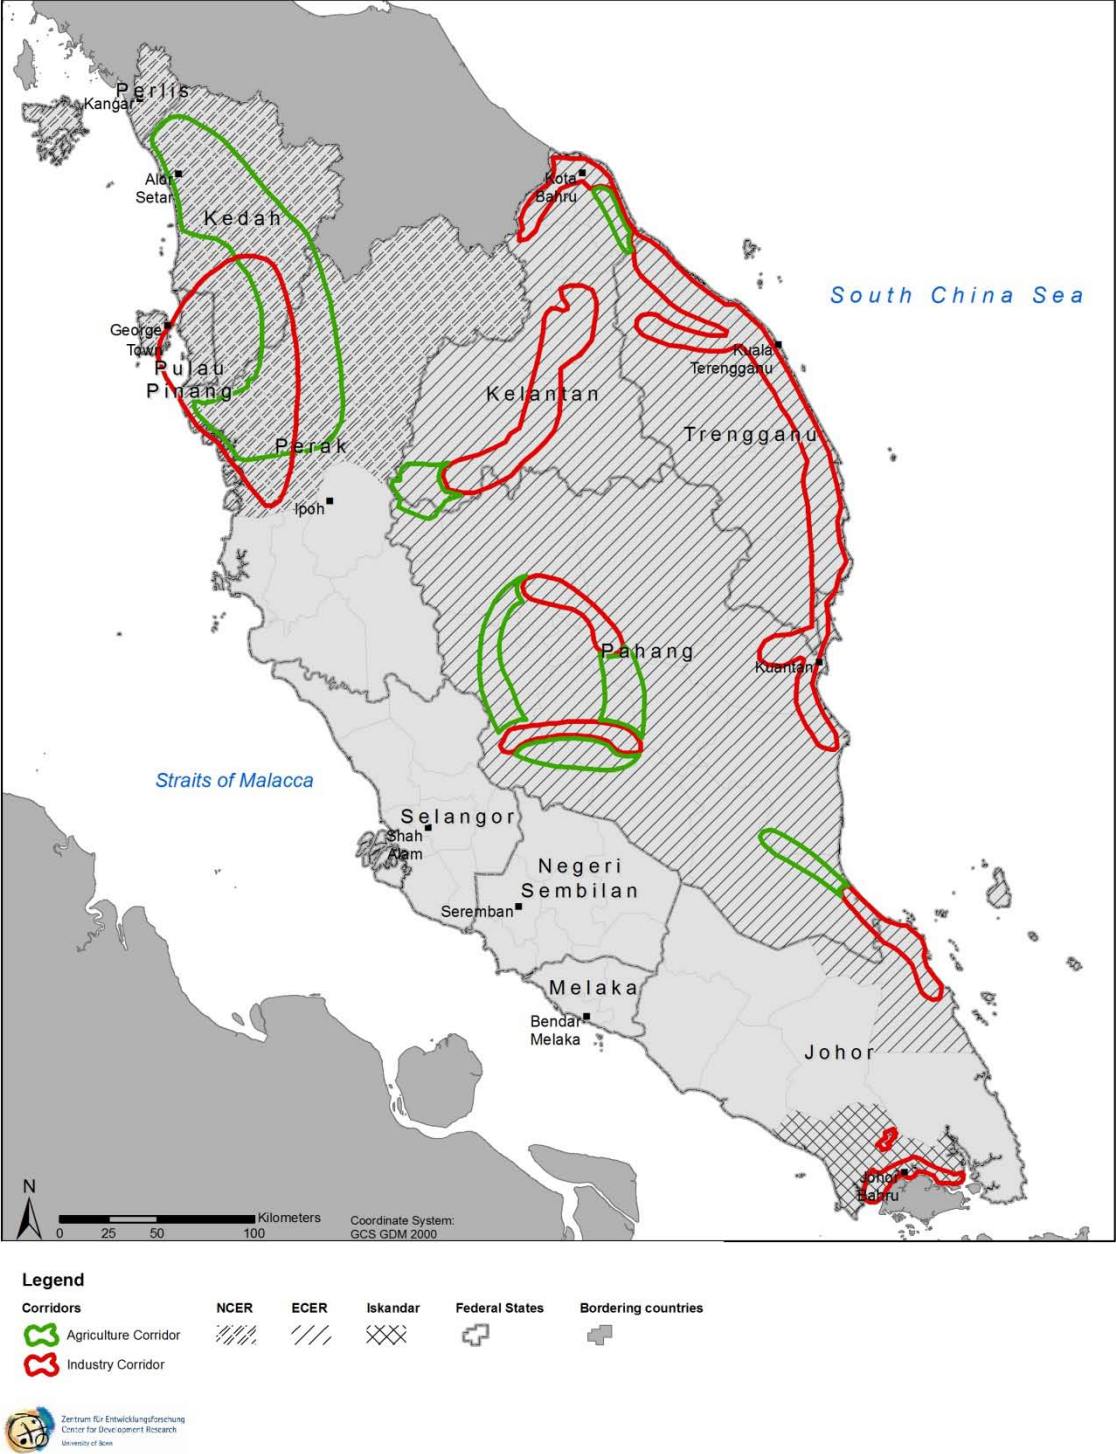 Perlis
Kangar
Alor
Setar
Kedah
Kota
Bahru
South China Sea
George
Town
Pulau
Pinang
Kuala
Terengganu
Kelantan
Trengganu
Perak
Ipoh
Pahang
Kuantan
Straits of Malacca
Selangor
Shah
Alam
Negeri
Sembilan
Seremban
Melaka
Bendar
Melaka
Johor
Johor
Bahru
N
Kilometers
0 25 50 100
Coordinate System:
GCS GDM 2000
Legend
Corridors NCER ECER Iskandar Federal States Bordering countries
Agriculture Corridor
Industry Corridor
Zentrum für Entwicklungsforschung
Center for Development Research
University of Bonn